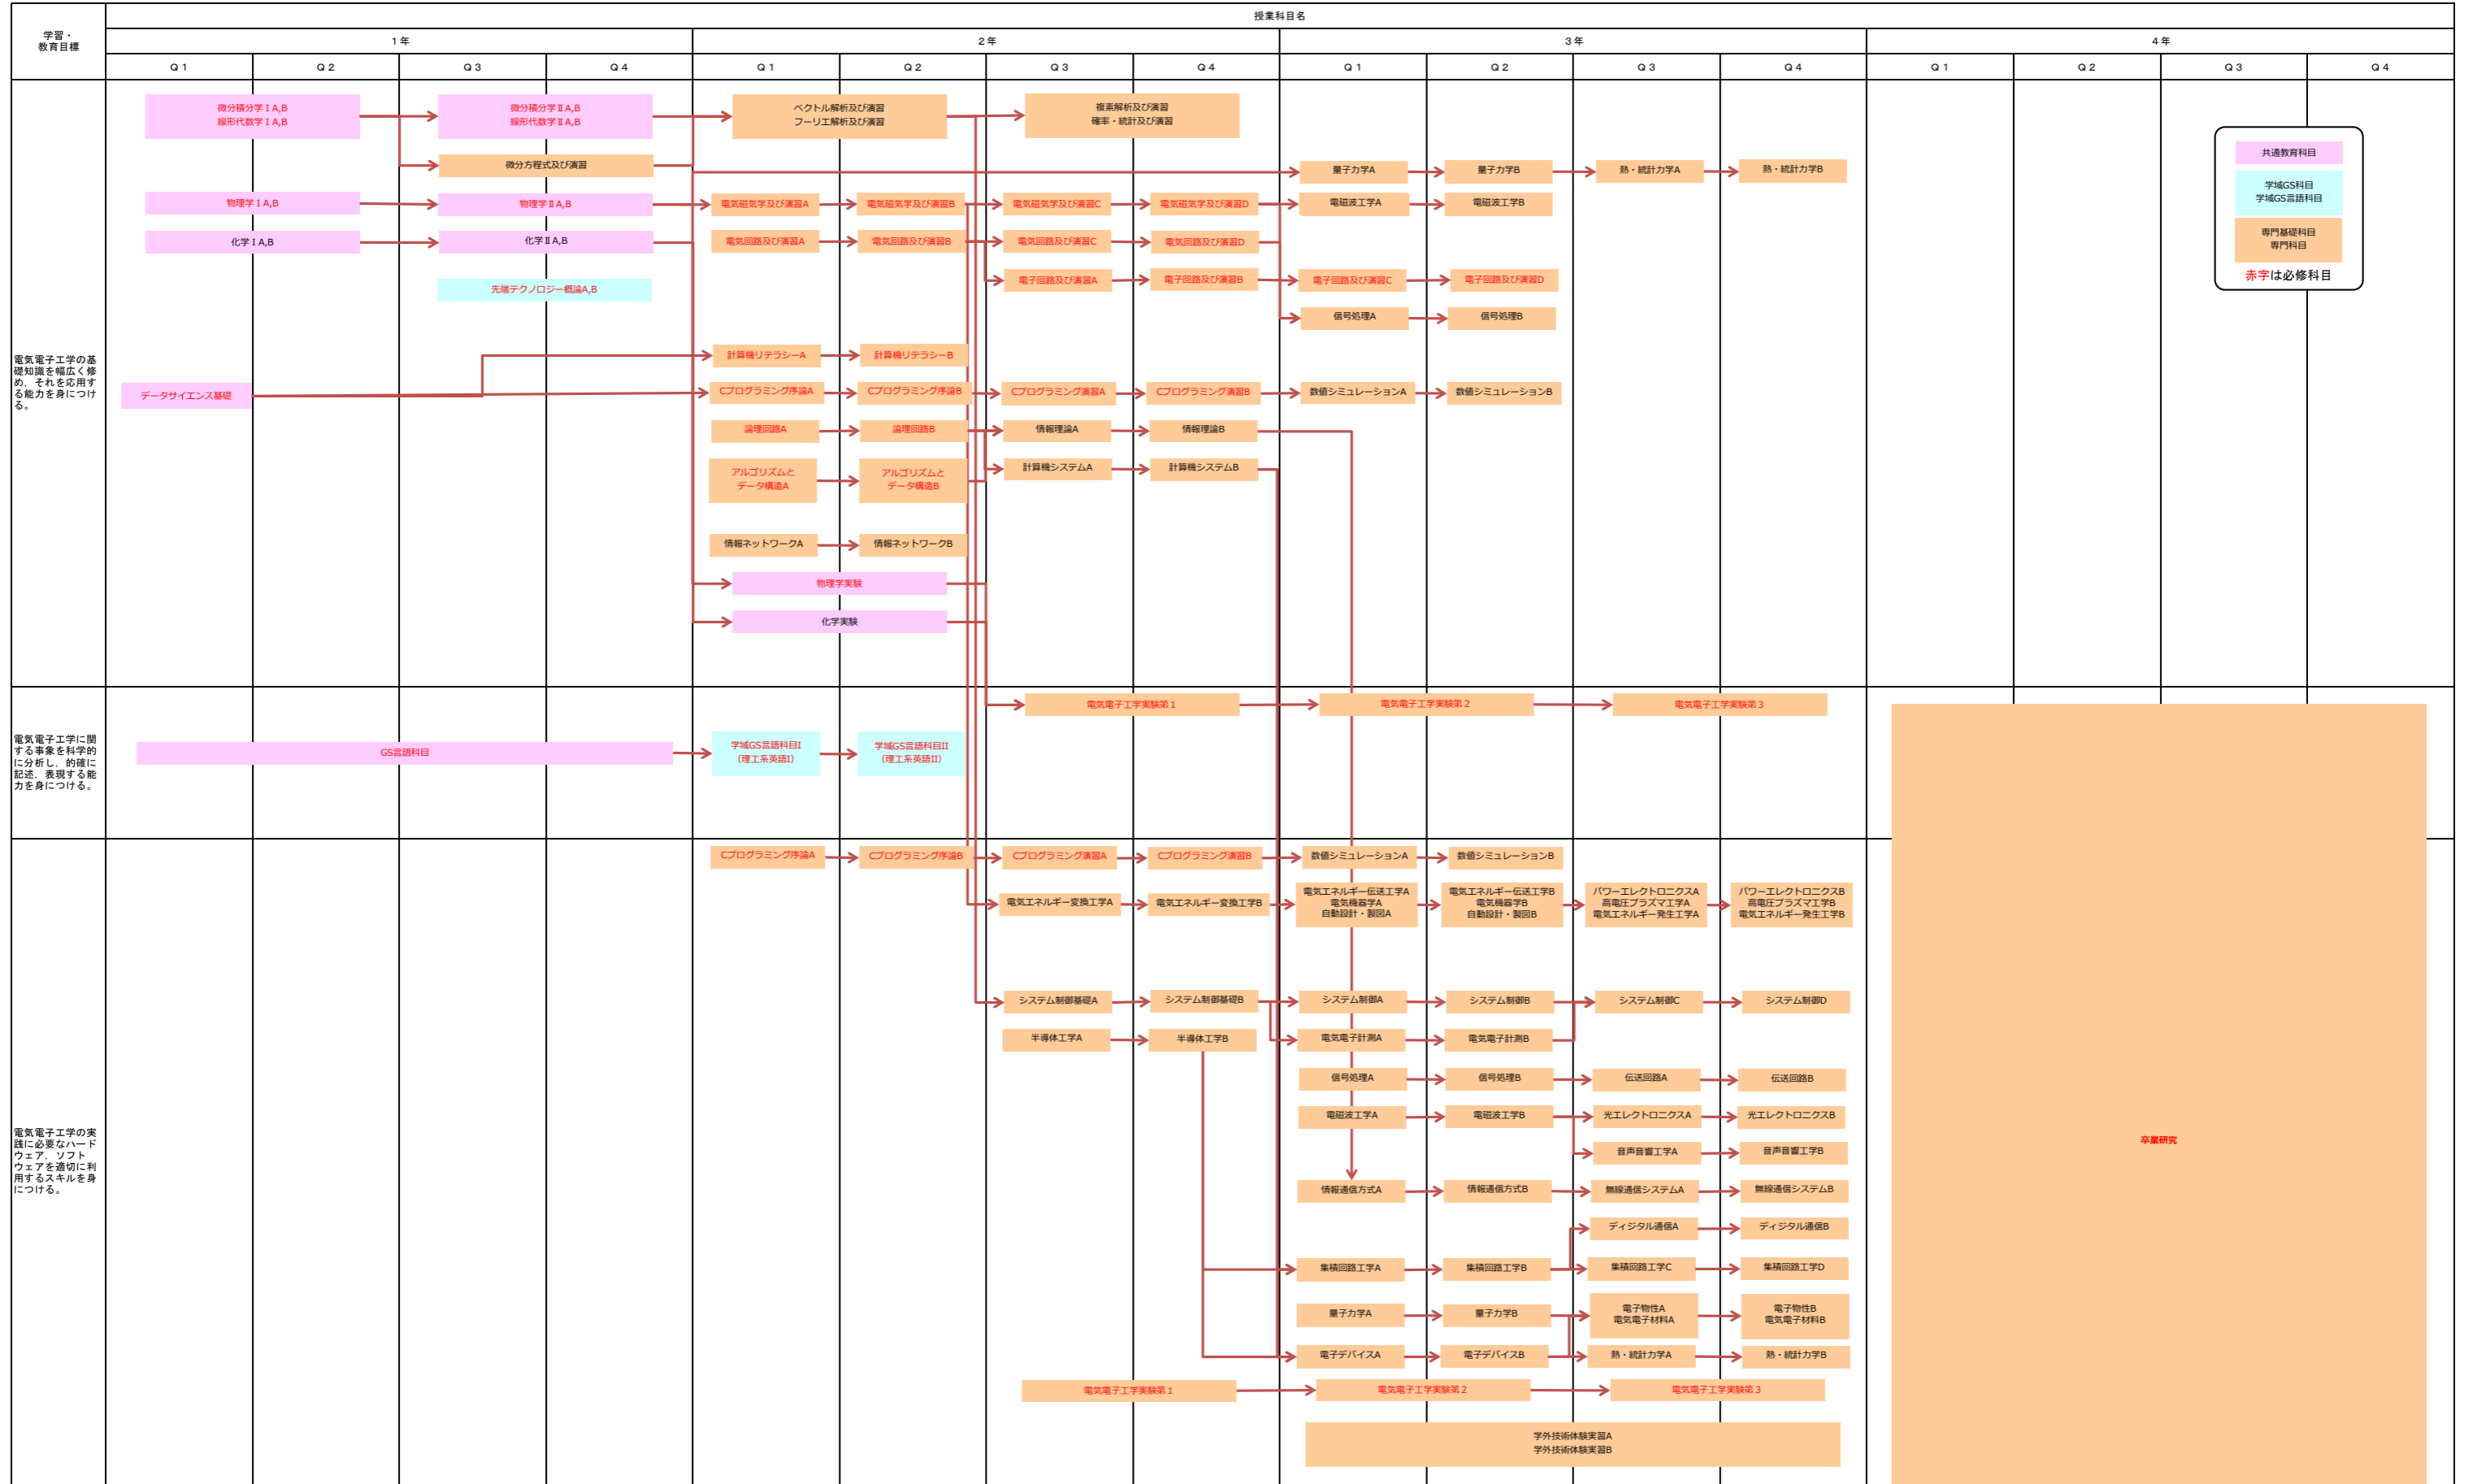 学習・
教育目標
授業科目名
1年
2年
3年
4年
Q1
Q2
Q3
Q4
Q1
Q2
Q3
Q4
Q1
Q2
Q3
Q4
Q1
Q2
Q3
Q4
電気電子工学の基
礎知識を幅広く修
め，それを応用す
る能力を身につけ
る。
微分積分学ⅠA,B
線形代数学ⅠA,B
微分積分学ⅡA,B
線形代数学ⅡA,B
ベクトル解析及び演習
フーリエ解析及び演習
複素解析及び演習
確率・統計及び演習
微分方程式及び演習
量子力学A
量子力学B
熱・統計力学A
熱・統計力学B
物理学ⅠA,B
物理学ⅡA,B
電気磁気学及び演習A
電気磁気学及び演習B
電気磁気学及び演習C
電気磁気学及び演習D
電磁波工学A
電磁波工学B
化学ⅠA,B
化学ⅡA,B
電気回路及び演習A
電気回路及び演習B
電気回路及び演習C
電気回路及び演習D
先端テクノロジー概論A,B
電子回路及び演習A
電子回路及び演習B
電子回路及び演習C
電子回路及び演習D
信号処理A
信号処理B
計算機リテラシーA
計算機リテラシーB
データサイエンス基礎
Cプログラミング序論A
Cプログラミング序論B
Cプログラミング演習A
Cプログラミング演習B
数値シミュレーションA
数値シミュレーションB
論理回路A
論理回路B
情報理論A
情報理論B
アルゴリズムと
データ構造A
アルゴリズムと
データ構造B
計算機システムA
計算機システムB
情報ネットワークA
情報ネットワークB
物理学実験
化学実験
共通教育科目
学域GS科目
学域GS言語科目
専門基礎科目
専門科目
赤字は必修科目
電気電子工学に関
する事象を科学的
に分析し，的確に
記述，表現する能
力を身につける。
電気電子工学実験第1
電気電子工学実験第2
電気電子工学実験第3
GS言語科目
学域GS言語科目I
（理工系英語I）
学域GS言語科目II
（理工系英語II）
電気電子工学の実
践に必要なハード
ウェア，ソフト
ウェアを適切に利
用するスキルを身
につける。
Cプログラミング序論A
Cプログラミング序論B
Cプログラミング演習A
Cプログラミング演習B
数値シミュレーションA
数値シミュレーションB
電気エネルギー変換工学A
電気エネルギー変換工学B
電気エネルギー伝送工学A
電気機器学A
自動設計・製図A
電気エネルギー伝送工学B
電気機器学B
自動設計・製図B
パワーエレクトロニクスA
高電圧プラズマ工学A
電気エネルギー発生工学A
パワーエレクトロニクスB
高電圧プラズマ工学B
電気エネルギー発生工学B
システム制御基礎A
システム制御基礎B
システム制御A
システム制御B
システム制御C
システム制御D
半導体工学A
半導体工学B
電気電子計測A
電気電子計測B
信号処理A
信号処理B
伝送回路A
伝送回路B
電磁波工学A
電磁波工学B
光エレクトロニクスA
光エレクトロニクスB
音声音響工学A
音声音響工学B
情報通信方式A
情報通信方式B
無線通信システムA
無線通信システムB
ディジタル通信A
ディジタル通信B
集積回路工学A
集積回路工学B
集積回路工学C
集積回路工学D
量子力学A
量子力学B
電子物性A
電気電子材料A
電子物性B
電気電子材料B
電子デバイスA
電子デバイスB
熱・統計力学A
熱・統計力学B
電気電子工学実験第1
電気電子工学実験第2
電気電子工学実験第3
学外技術体験実習A
学外技術体験実習B
卒業研究